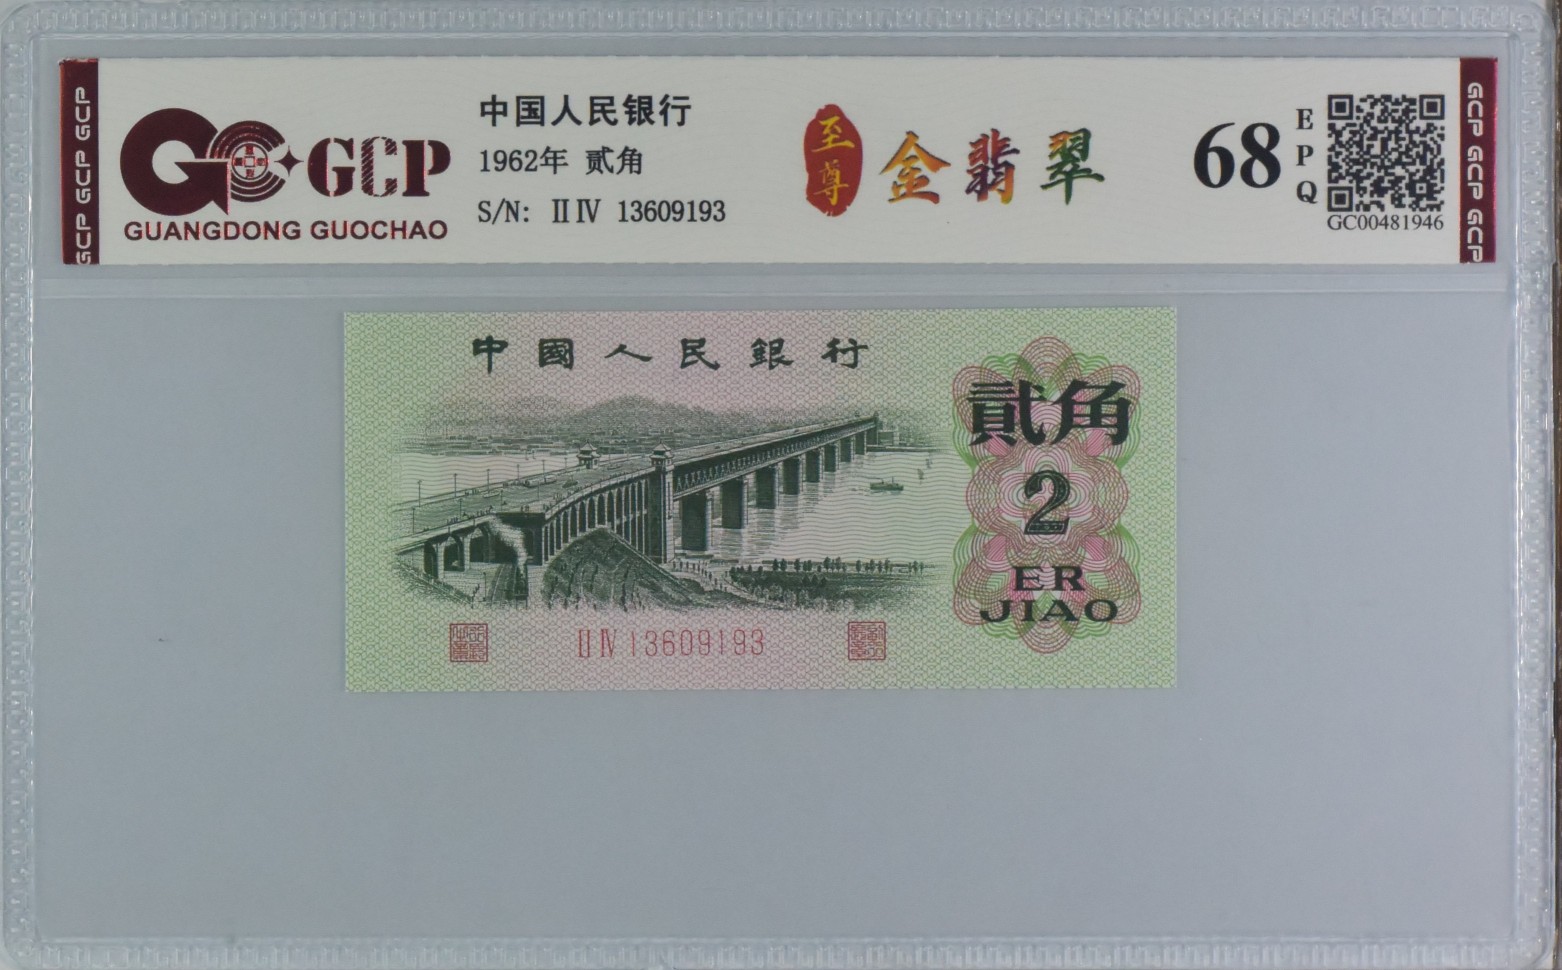 GCP GCP GCP
GCP
GUANGDONG GUOCHAO
中国人民银行
1962年 贰角
S/N: ⅡⅣ 13609193
至尊
金翡翠
68
EPQ
GC00481946
GCP GCP GCP
中國人民銀行
貳角
2
ER
JIAO
ⅡⅣ 13609193